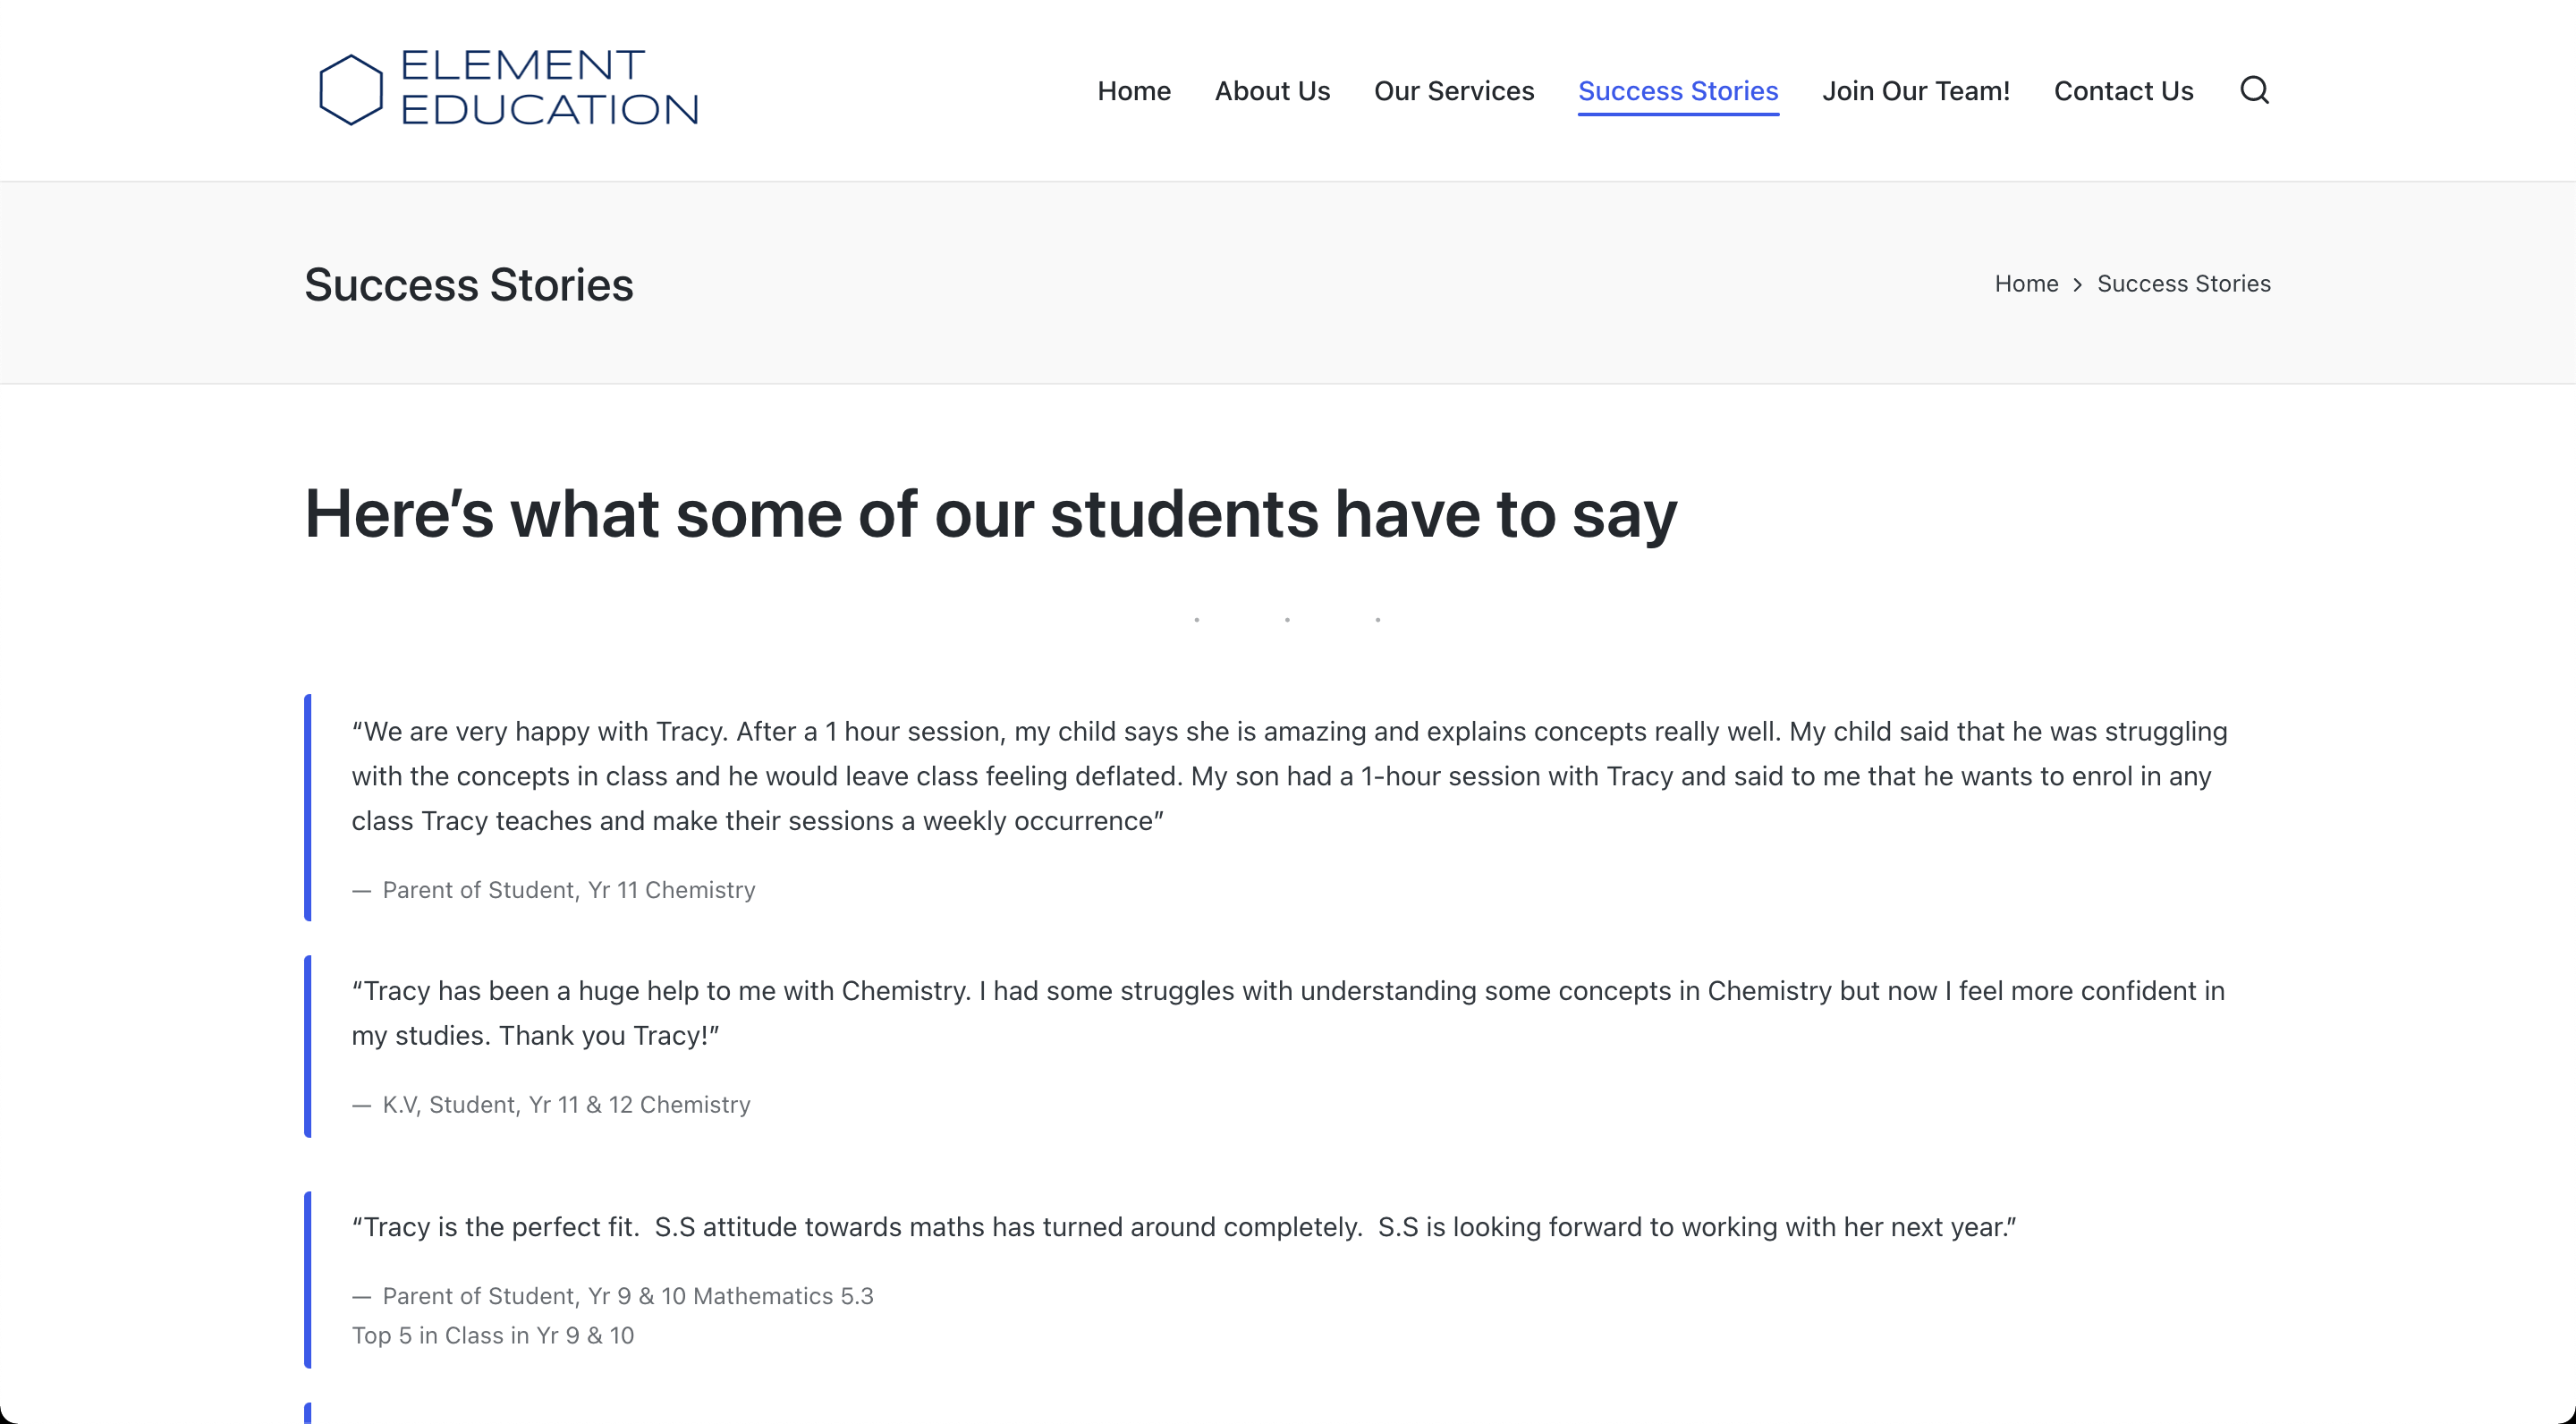 ELEMENT
EDUCATION
Home
About Us
Our Services
Success Stories
Join Our Team!
Contact Us
Success Stories
Home › Success Stories
Here’s what some of our students have to say
“We are very happy with Tracy. After a 1 hour session, my child says she is amazing and explains concepts really well. My child said that he was struggling
with the concepts in class and he would leave class feeling deflated. My son had a 1-hour session with Tracy and said to me that he wants to enrol in any
class Tracy teaches and make their sessions a weekly occurrence”
— Parent of Student, Yr 11 Chemistry
“Tracy has been a huge help to me with Chemistry. I had some struggles with understanding some concepts in Chemistry but now I feel more confident in
my studies. Thank you Tracy!”
— K.V, Student, Yr 11 & 12 Chemistry
“Tracy is the perfect fit.  S.S attitude towards maths has turned around completely.  S.S is looking forward to working with her next year.”
— Parent of Student, Yr 9 & 10 Mathematics 5.3
Top 5 in Class in Yr 9 & 10